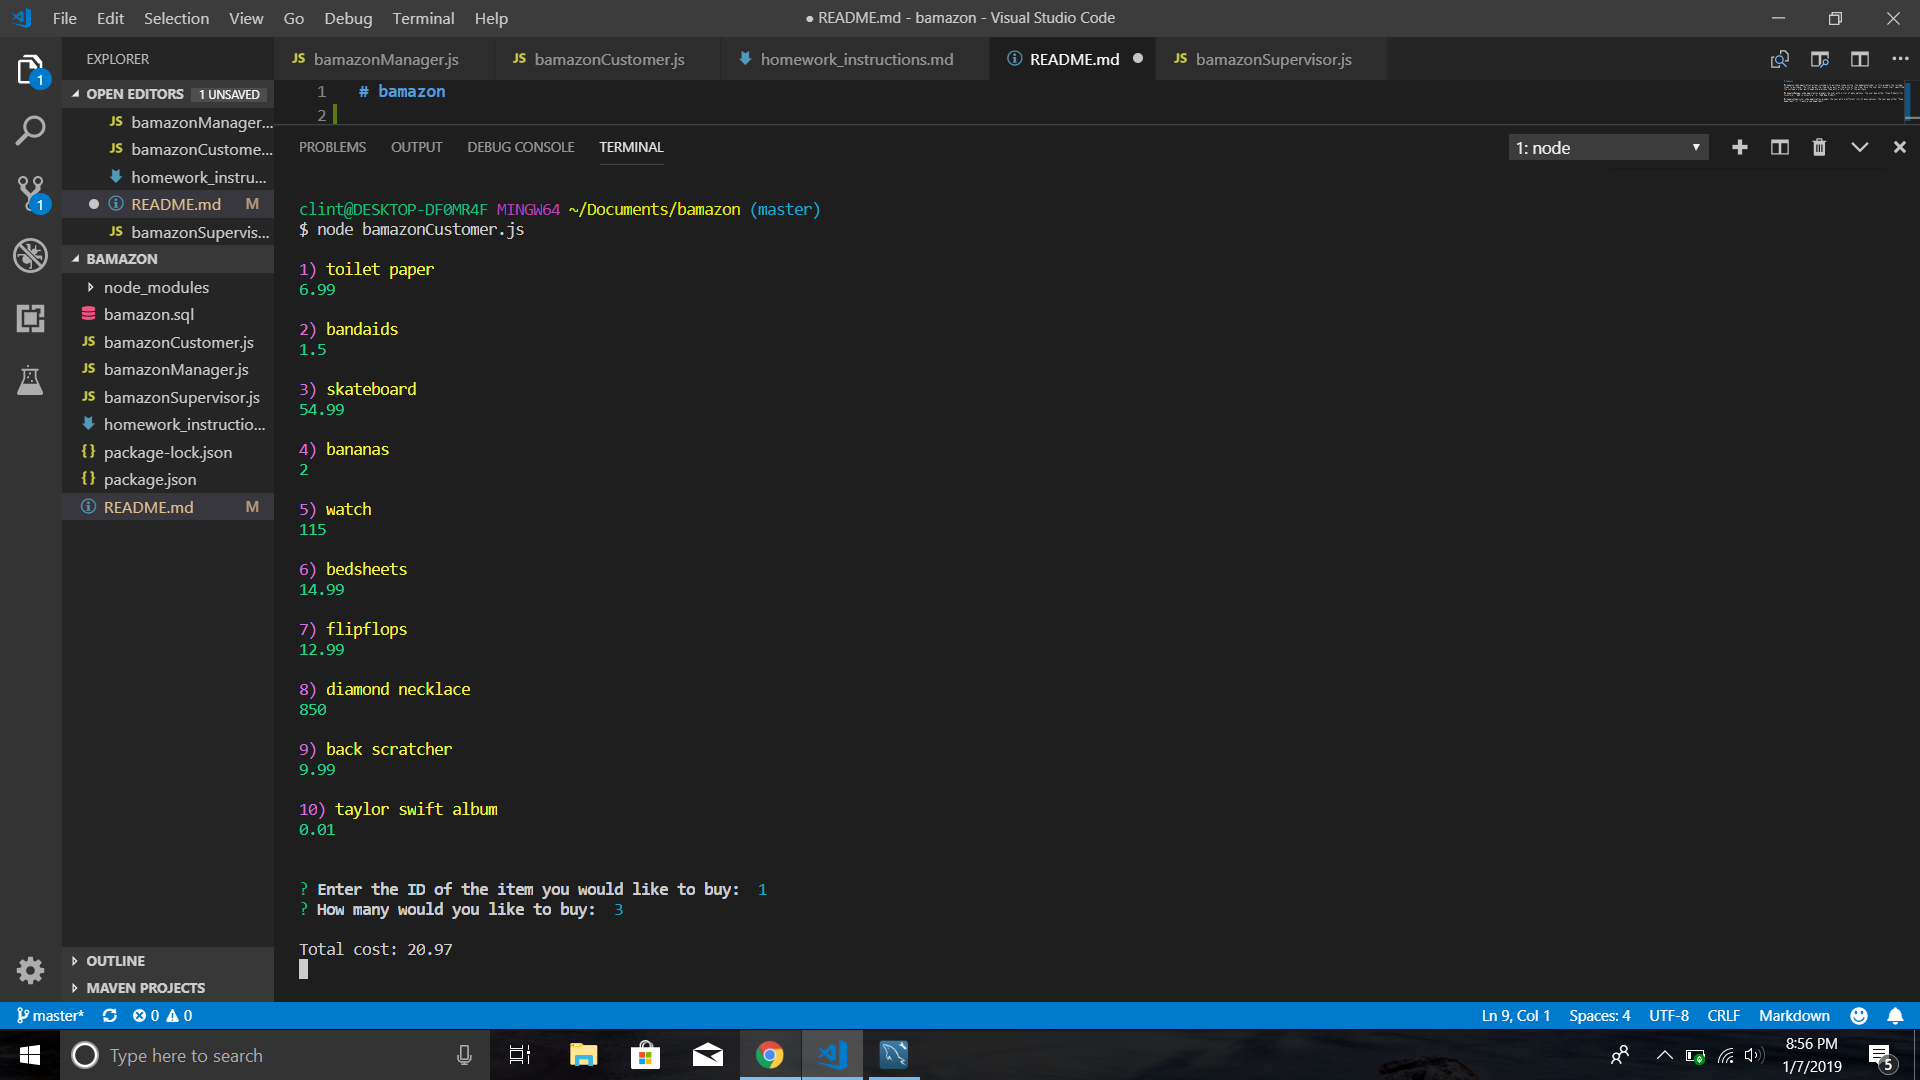 File Edit Selection View Go Debug Terminal Help
● README.md - bamazon - Visual Studio Code
EXPLORER
JS bamazonManager.js
JS bamazonCustomer.js
homework_instructions.md
README.md
JS bamazonSupervisor.js
OPEN EDITORS 1 UNSAVED
JS bamazonManager...
JS bamazonCustome...
homework_instru...
README.md M
JS bamazonSupervis...
BAMAZON
node_modules
bamazon.sql
JS bamazonCustomer.js
JS bamazonManager.js
JS bamazonSupervisor.js
homework_instructio...
{} package-lock.json
{} package.json
README.md M
OUTLINE
MAVEN PROJECTS
1
1
1 # bamazon
2
PROBLEMS OUTPUT DEBUG CONSOLE TERMINAL
1: node
clint@DESKTOP-DF0MR4F MINGW64 ~/Documents/bamazon (master)
$ node bamazonCustomer.js
1) toilet paper
6.99
2) bandaids
1.5
3) skateboard
54.99
4) bananas
2
5) watch
115
6) bedsheets
14.99
7) flipflops
12.99
8) diamond necklace
850
9) back scratcher
9.99
10) taylor swift album
0.01
? Enter the ID of the item you would like to buy: 1
? How many would you like to buy: 3
Total cost: 20.97
master* 0 0
Ln 9, Col 1 Spaces: 4 UTF-8 CRLF Markdown
Type here to search
8:56 PM
1/7/2019
5